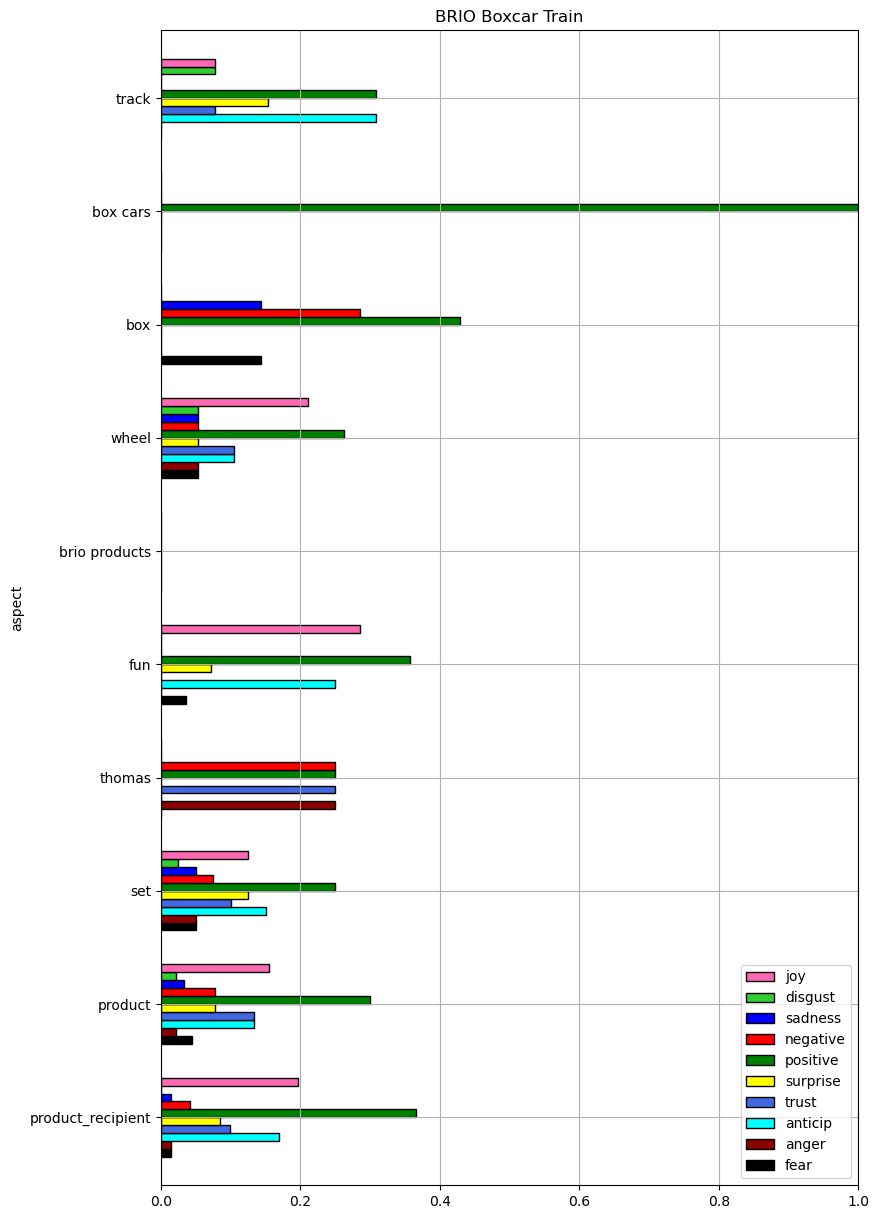 BRIO Boxcar Train
track
box cars
box
wheel
brio products
aspect
fun
thomas
set
product
product_recipient
joy
disgust
sadness
negative
positive
surprise
trust
anticip
anger
fear
0.0 0.2 0.4 0.6 0.8 1.0